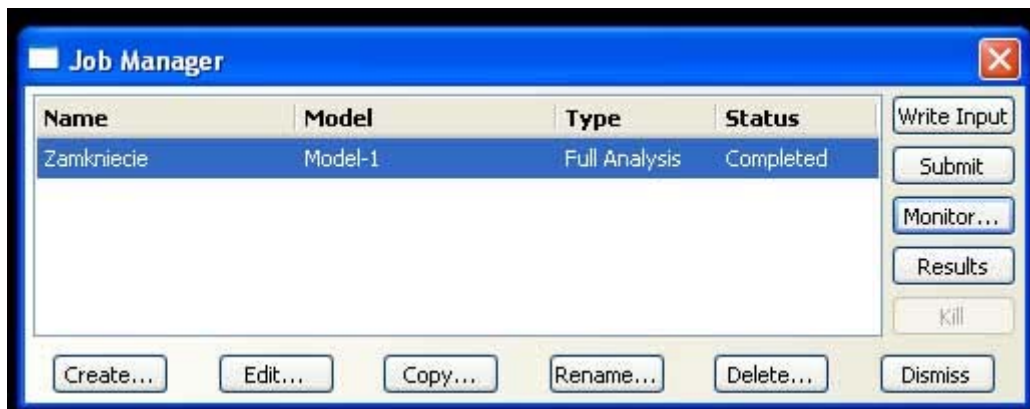 Job Manager
Name Model Type Status
Zamkniecie Model-1 Full Analysis Completed
Write Input
Submit
Monitor...
Results
Kill
Create... Edit... Copy... Rename... Delete... Dismiss